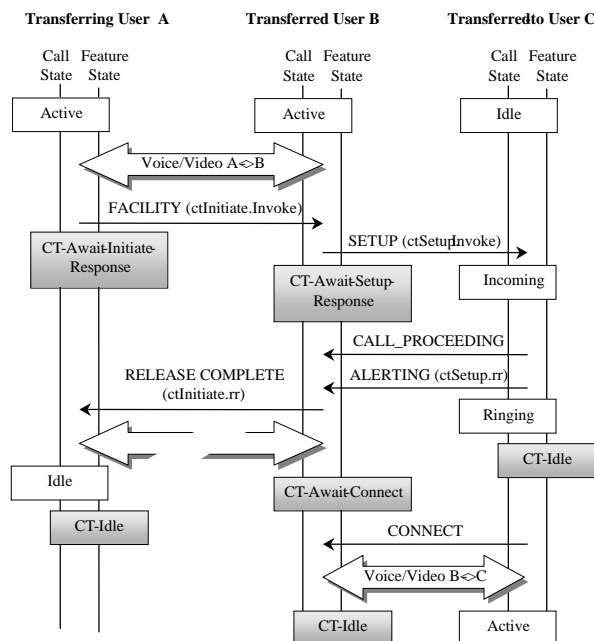 Transferring User A Transferred User B Transferred-to User C
Call State Feature State Call State Feature State Call State Feature State
Active Active Idle
Voice/Video A<>B
FACILITY (ctInitiate.Invoke)
CT-Await-Initiate-
Response
SETUP (ctSetup.Invoke)
CT-Await-Setup-
Response
Incoming
CALL_PROCEEDING
RELEASE COMPLETE
(ctInitiate.rr)
ALERTING (ctSetup.rr)
Ringing
CT-Idle
Idle
CT-Await-Connect
CT-Idle
CONNECT
Voice/Video B<>C
CT-Idle Active